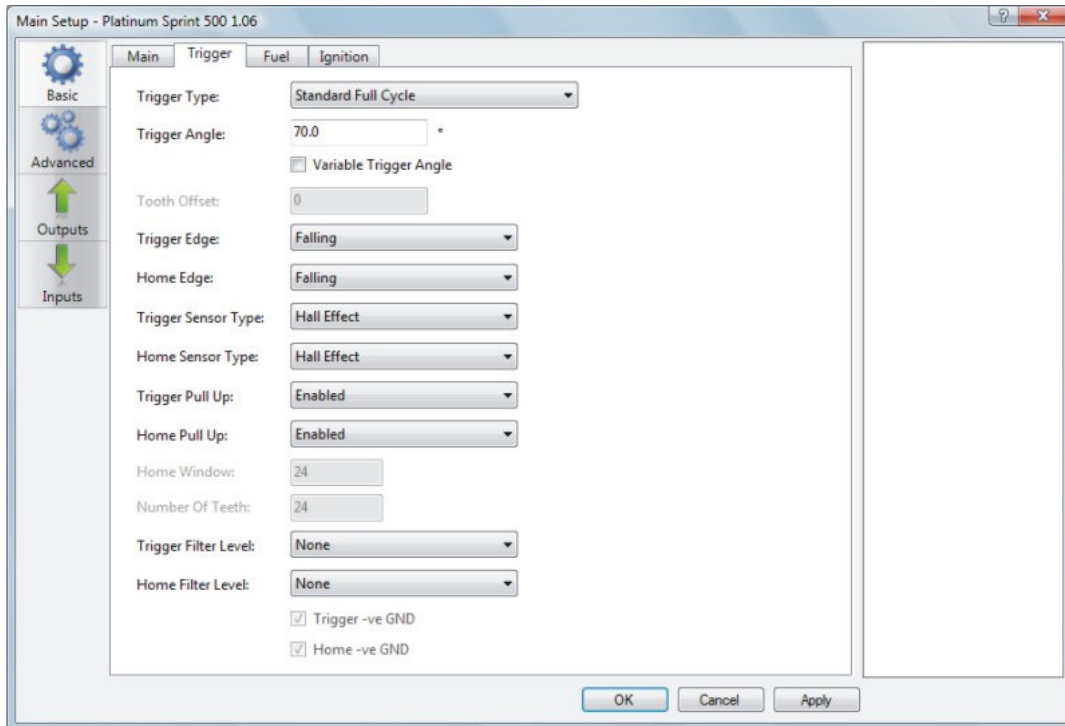 Main Setup - Platinum Sprint 500 1.06
? x
Basic
Advanced
Outputs
Inputs
Main Trigger Fuel Ignition
Trigger Type: Standard Full Cycle
Trigger Angle: 70.0 °
Variable Trigger Angle
Tooth Offset: 0
Trigger Edge: Falling
Home Edge: Falling
Trigger Sensor Type: Hall Effect
Home Sensor Type: Hall Effect
Trigger Pull Up: Enabled
Home Pull Up: Enabled
Home Window: 24
Number Of Teeth: 24
Trigger Filter Level: None
Home Filter Level: None
Trigger -ve GND
Home -ve GND
OK Cancel Apply